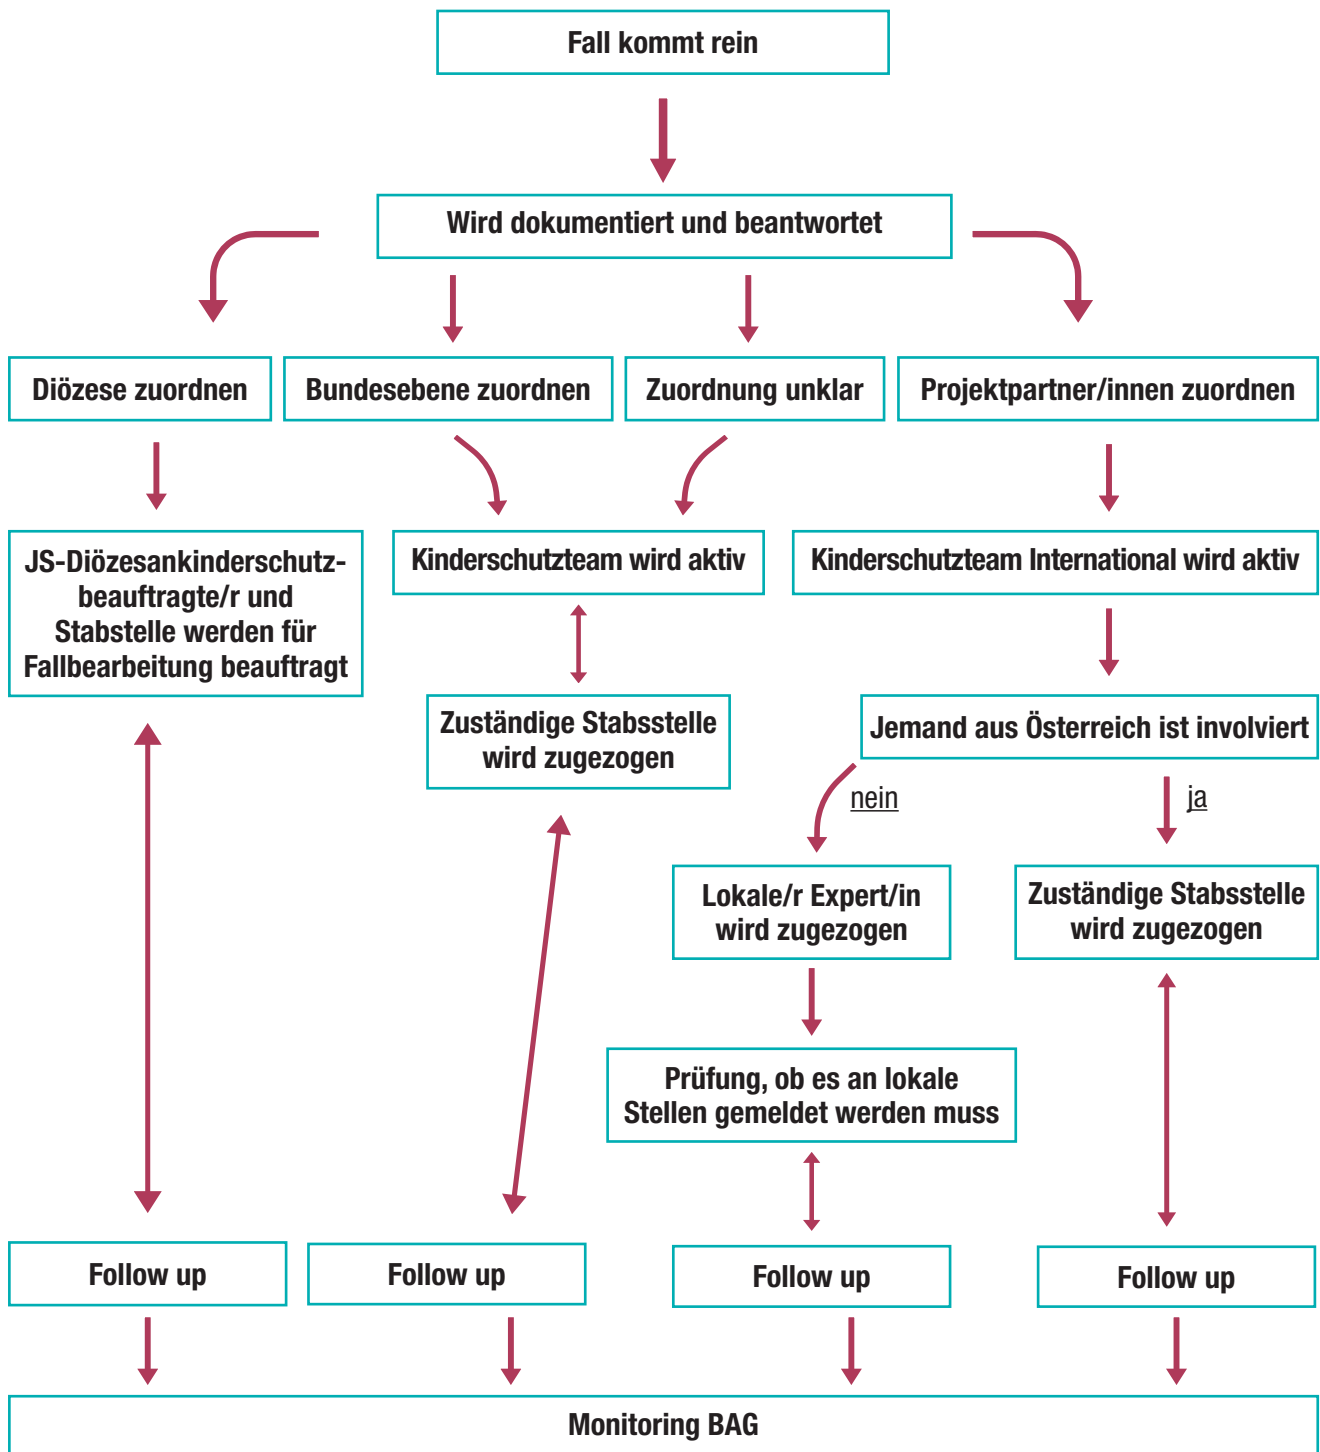 Fall kommt rein
Wird dokumentiert und beantwortet
Diözese zuordnen
Bundesebene zuordnen
Zuordnung unklar
Projektpartner/innen zuordnen
JS-Diözesankinderschutz-
beauftragte/r und
Stabstelle werden für
Fallbearbeitung beauftragt
Kinderschutzteam wird aktiv
Kinderschutzteam International wird aktiv
Zuständige Stabsstelle
wird zugezogen
Jemand aus Österreich ist involviert
nein
ja
Lokale/r Expert/in
wird zugezogen
Zuständige Stabsstelle
wird zugezogen
Prüfung, ob es an lokale
Stellen gemeldet werden muss
Follow up
Follow up
Follow up
Follow up
Monitoring BAG